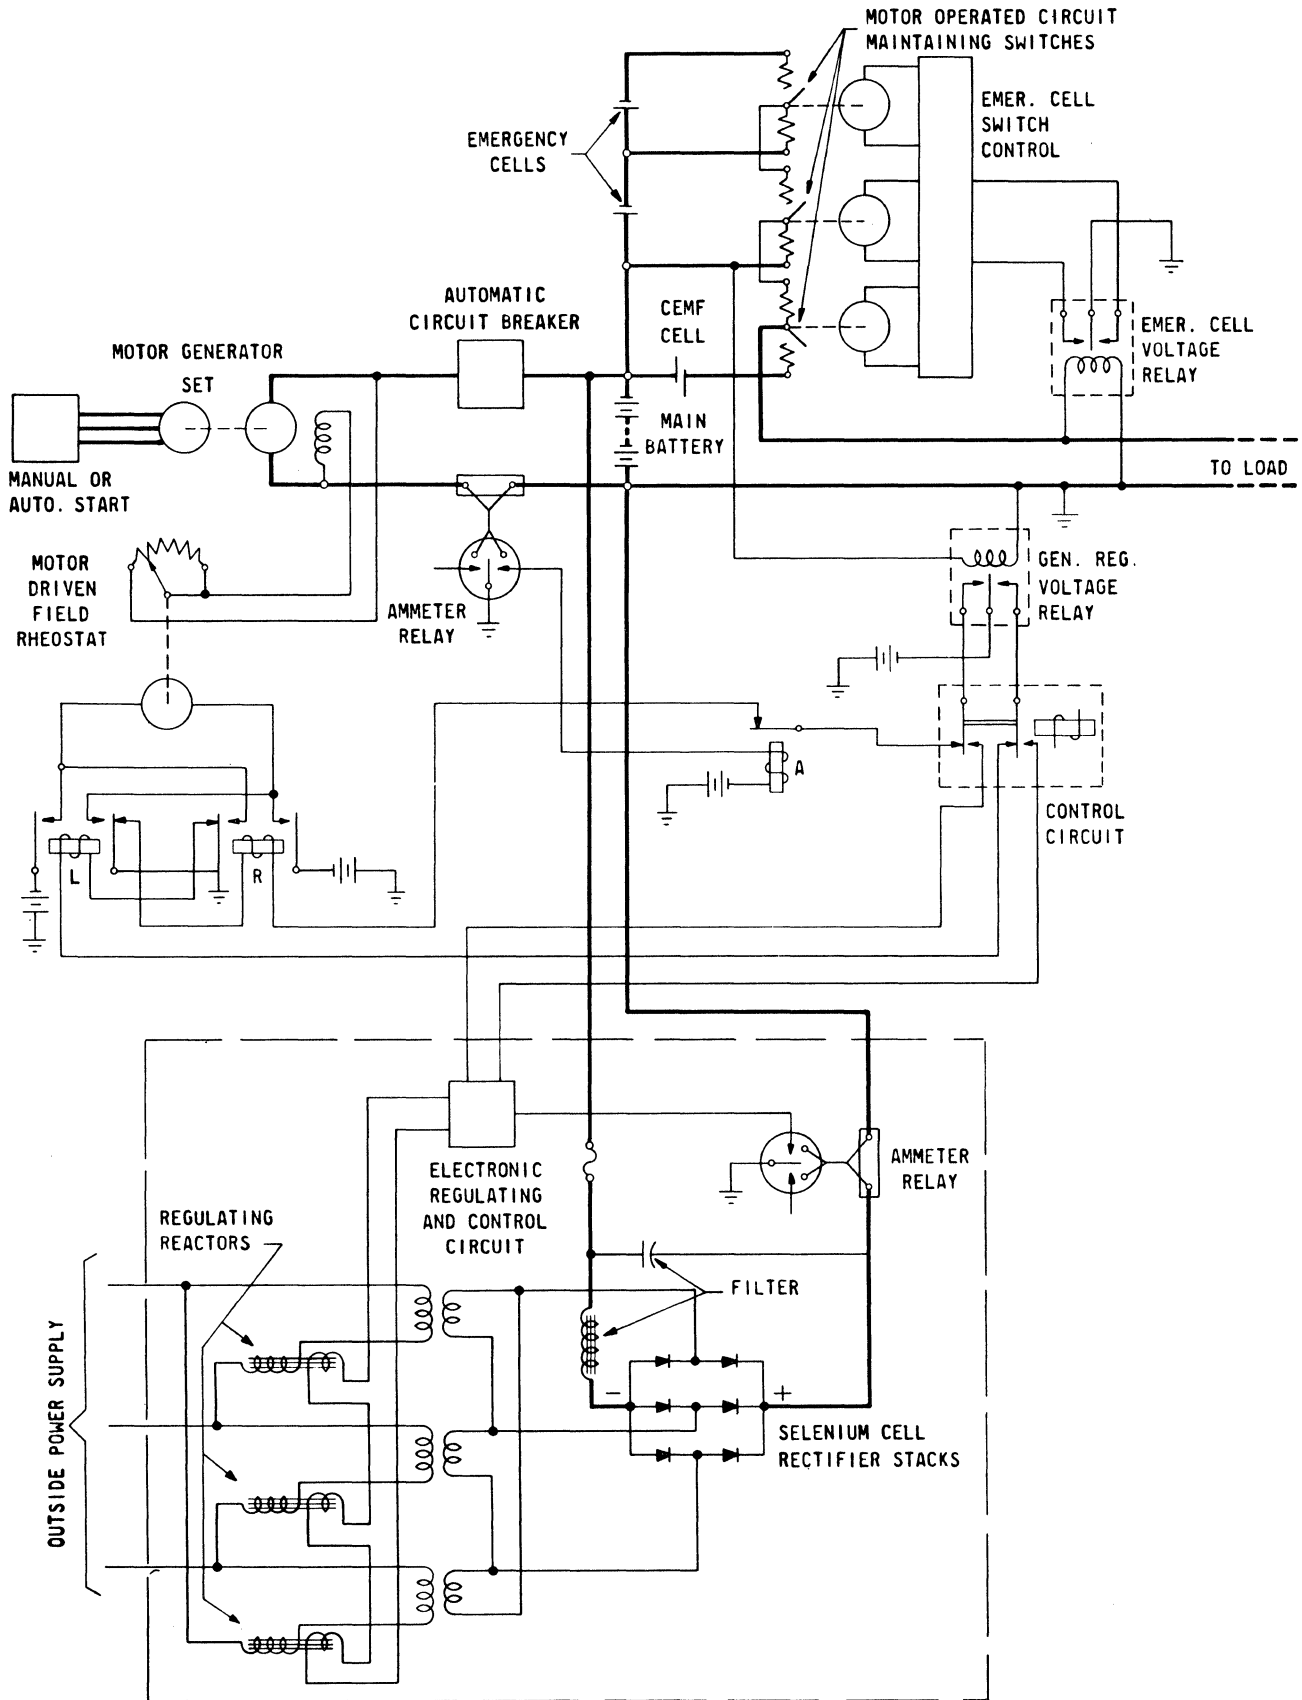 MOTOR OPERATED CIRCUIT
MAINTAINING SWITCHES
EMER. CELL
SWITCH
CONTROL
EMERGENCY
CELLS
AUTOMATIC
CIRCUIT BREAKER
CEMF
CELL
EMER. CELL
VOLTAGE
RELAY
MOTOR GENERATOR
SET
MAIN
BATTERY
TO LOAD
MANUAL OR
AUTO. START
MOTOR
DRIVEN
FIELD
RHEOSTAT
AMMETER
RELAY
GEN. REG.
VOLTAGE
RELAY
A
CONTROL
CIRCUIT
L
R
ELECTRONIC
REGULATING
AND CONTROL
CIRCUIT
AMMETER
RELAY
REGULATING
REACTORS
FILTER
OUTSIDE POWER SUPPLY
− +
SELENIUM CELL
RECTIFIER STACKS